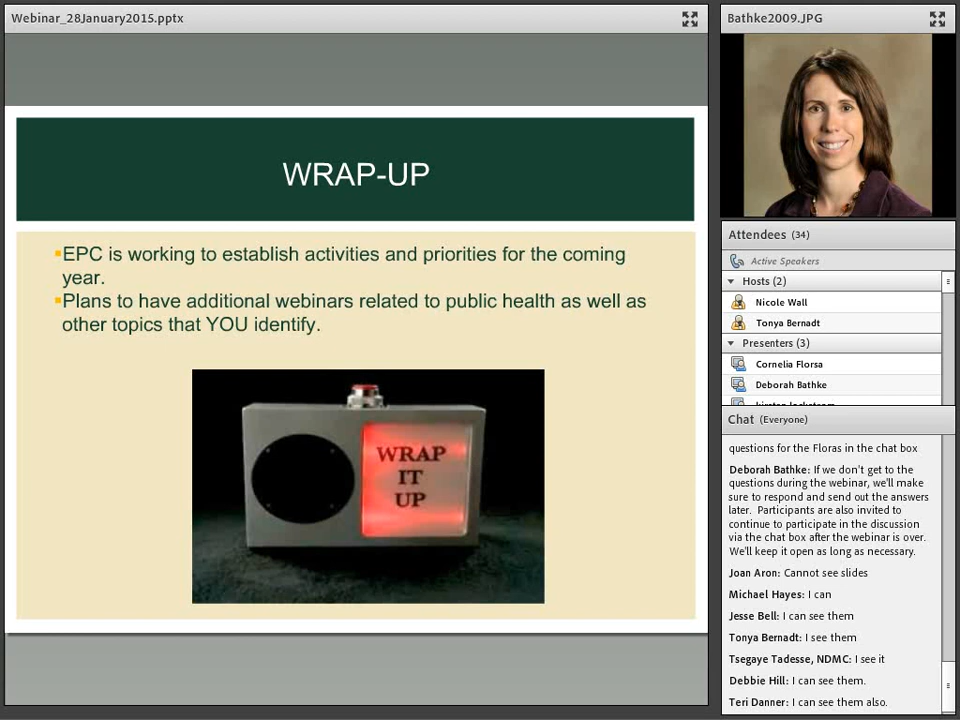 Webinar_28January2015.pptx
WRAP-UP
EPC is working to establish activities and priorities for the coming
year.
Plans to have additional webinars related to public health as well as
other topics that YOU identify.
WRAP
IT
UP
Bathke2009.JPG
Attendees (34)
Active Speakers
Hosts (2)
Nicole Wall
Tonya Bernadt
Presenters (3)
Cornelia Florsa
Deborah Bathke
Chat (Everyone)
questions for the Floras in the chat box
Deborah Bathke: If we don't get to the
questions during the webinar, we'll make
sure to respond and send out the answers
later. Participants are also invited to
continue to participate in the discussion
via the chat box after the webinar is over.
We'll keep it open as long as necessary.
Joan Aron: Cannot see slides
Michael Hayes: I can
Jesse Bell: I can see them
Tonya Bernadt: I see them
Tsegaye Tadesse, NDMC: I see it
Debbie Hill: I can see them.
Teri Danner: I can see them also.